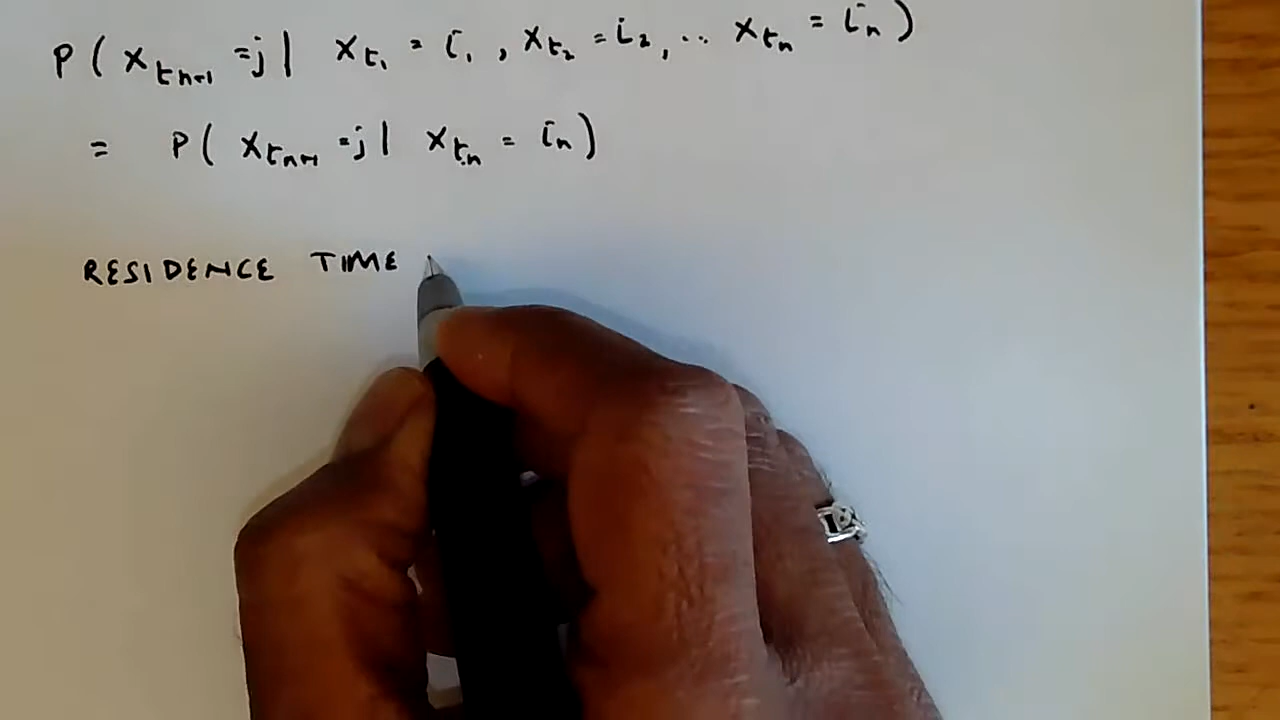 P ( X_{t_{n+1}} = j | X_{t_1} = i_1 , X_{t_2} = i_2 , .. X_{t_n} = i_n )
= P ( X_{t_{n+1}} = j | X_{t_n} = i_n )
RESIDENCE TIME